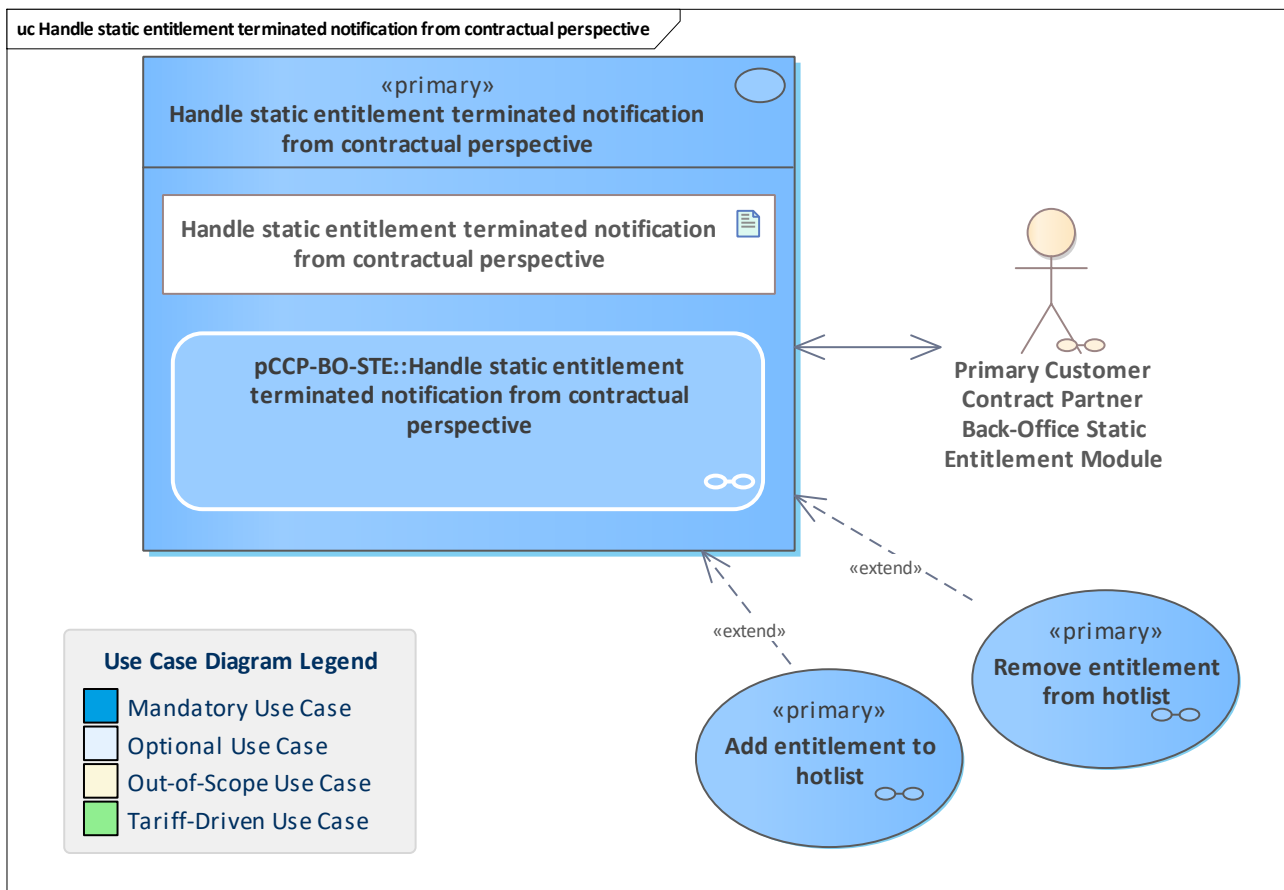 uc Handle static entitlement terminated notification from contractual perspective
«primary»
Handle static entitlement terminated notification
from contractual perspective
Handle static entitlement terminated notification
from contractual perspective
pCCP-BO-STE::Handle static entitlement
terminated notification from contractual
perspective
Primary Customer
Contract Partner
Back-Office Static
Entitlement Module
«extend»
«extend»
«primary»
Remove entitlement
from hotlist
«primary»
Add entitlement to
hotlist
Use Case Diagram Legend
Mandatory Use Case
Optional Use Case
Out-of-Scope Use Case
Tariff-Driven Use Case